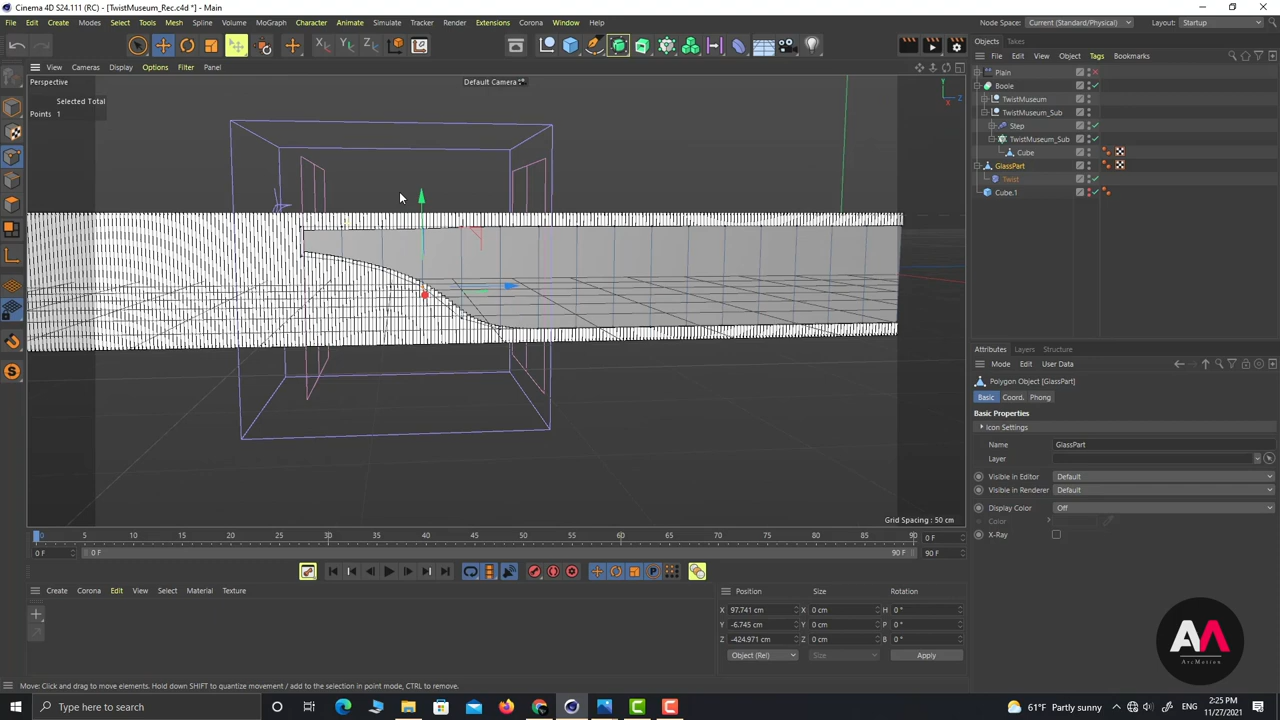 Cinema 4D S24.111 (RC) - [TwistMuseum_Rec.c4d *] - Main
File Edit Create Modes Select Tools Mesh Spline Volume MoGraph Character Animate Simulate Tracker Render Extensions Corona Window Help
Node Space: Current (Standard/Physical) Layout: Startup
X Y Z
View Cameras Display Options Filter Panel
Perspective
Default Camera
Selected Total
Points 1
Y
Z
X
Grid Spacing : 50 cm
Objects Takes
File Edit View Object Tags Bookmarks
Plain
Boole
TwistMuseum
TwistMuseum_Sub
Step
TwistMuseum_Sub
Cube
GlassPart
Twist
Cube.1
Attributes Layers Structure
Mode Edit User Data
Polygon Object [GlassPart]
Basic Coord. Phong
Basic Properties
Icon Settings
Name GlassPart
Layer
Visible in Editor Default
Visible in Renderer Default
Display Color Off
Color
X-Ray
0 5 10 15 20 25 30 35 40 45 50 55 60 65 70 75 80 85 90 0 F
0 F 0 F 90 F 90 F
Create Corona Edit View Select Material Texture
Position Size Rotation
X 97.741 cm X 0 cm H 0 °
Y -6.745 cm Y 0 cm P 0 °
Z -424.971 cm Z 0 cm B 0 °
Object (Rel) Size Apply
Move: Click and drag to move elements. Hold down SHIFT to quantize movement / add to the selection in point mode, CTRL to remove.
ArcMotion
Type here to search
61°F Partly sunny
2:25 PM
11/27/2021